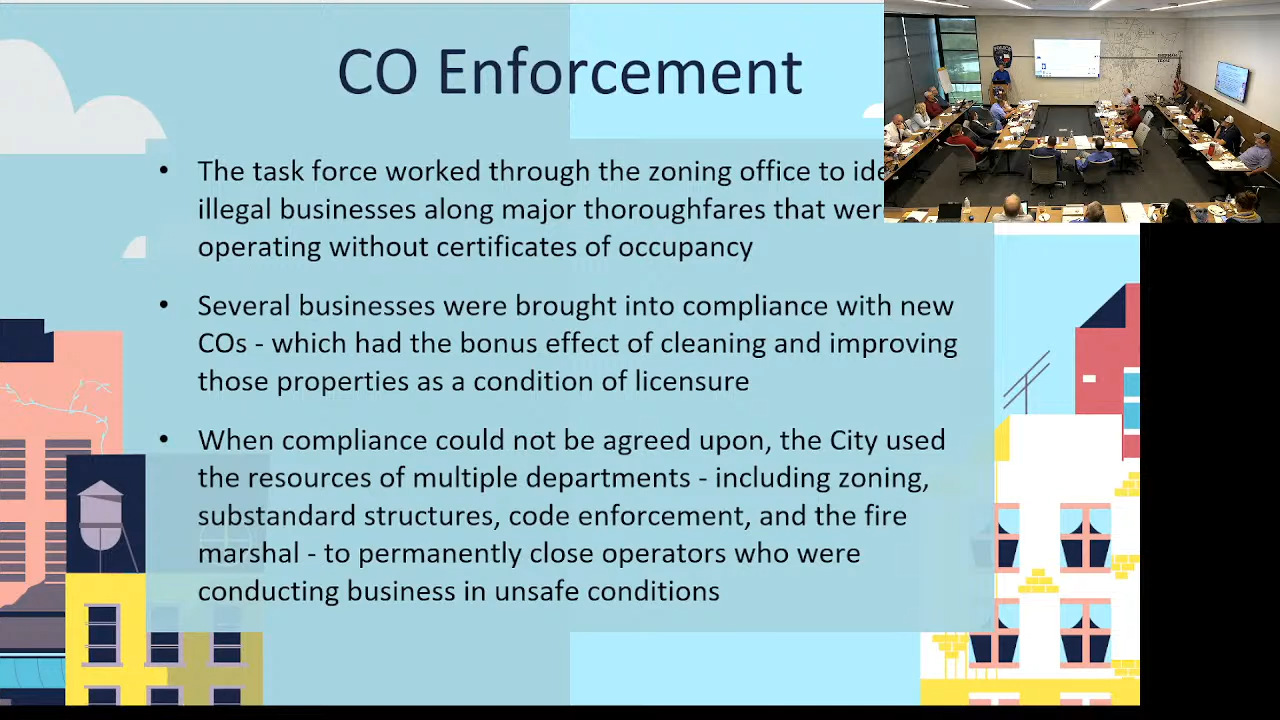 CO Enforcement
• The task force worked through the zoning office to
illegal businesses along major thoroughfares that
operating without certificates of occupancy
• Several businesses were brought into compliance with new
COs - which had the bonus effect of cleaning and improving
those properties as a condition of licensure
• When compliance could not be agreed upon, the City used
the resources of multiple departments - including zoning,
substandard structures, code enforcement, and the fire
marshal - to permanently close operators who were
conducting business in unsafe conditions
POLICE